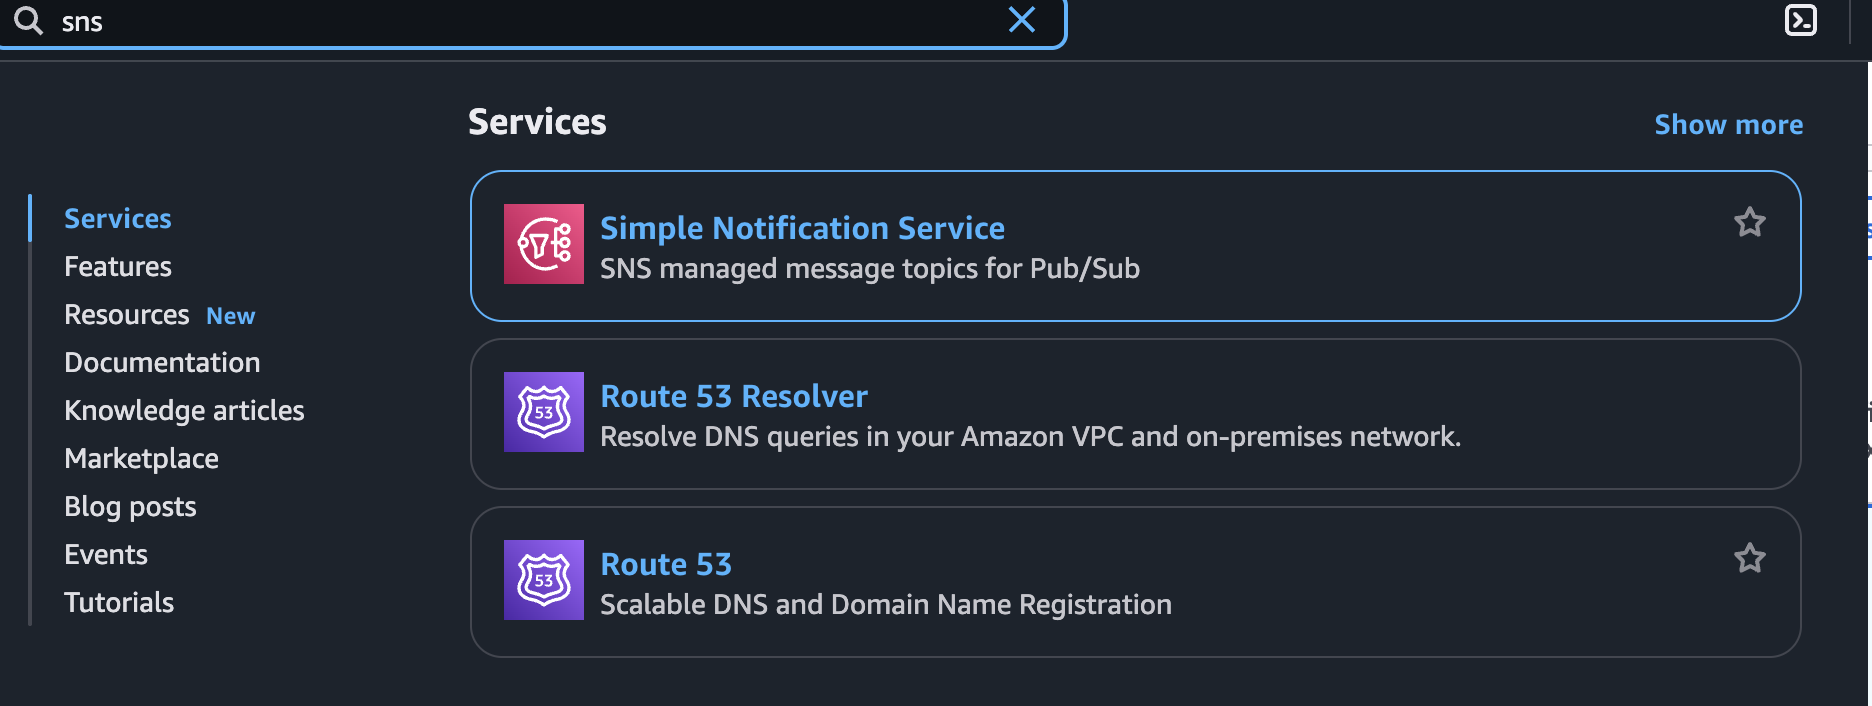 sns
Services
Show more
Services
Features
Resources New
Documentation
Knowledge articles
Marketplace
Blog posts
Events
Tutorials
Simple Notification Service
SNS managed message topics for Pub/Sub
53
Route 53 Resolver
Resolve DNS queries in your Amazon VPC and on-premises network.
53
Route 53
Scalable DNS and Domain Name Registration